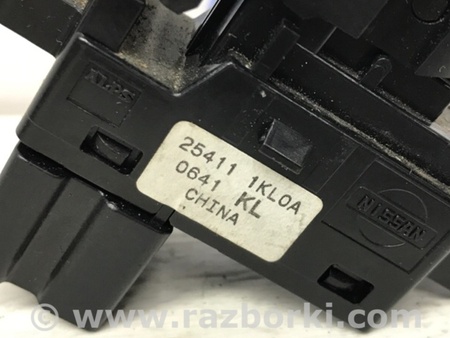 25411 1KL0A
0641 KL
CHINA
NISSAN
© www.razborki.com